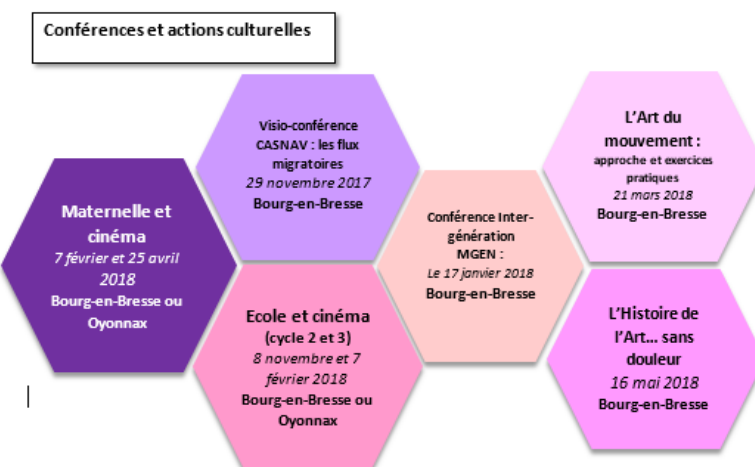 Conférences et actions culturelles
Visio-conférence
CASNAV : les flux
migratoires
29 novembre 2017
Bourg-en-Bresse
L’Art du
mouvement :
approche et exercices
pratiques
21 mars 2018
Bourg-en-Bresse
Maternelle et
cinéma
7 février et 25 avril
2018
Bourg-en-Bresse ou
Oyonnax
Conférence Inter-
génération
MGEN :
Le 17 janvier 2018
Bourg-en-Bresse
Ecole et cinéma
(cycle 2 et 3)
8 novembre et 7
février 2018
Bourg-en-Bresse ou
Oyonnax
L’Histoire de
l’Art... sans
douleur
16 mai 2018
Bourg-en-Bresse